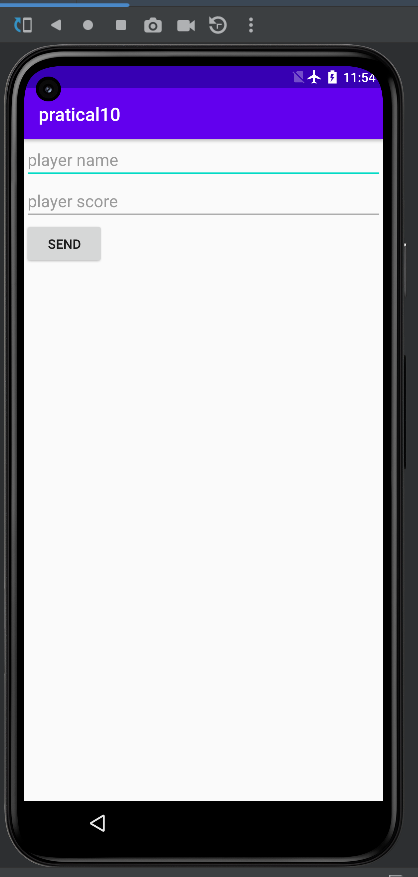 11:54
pratical10
player name
player score
SEND